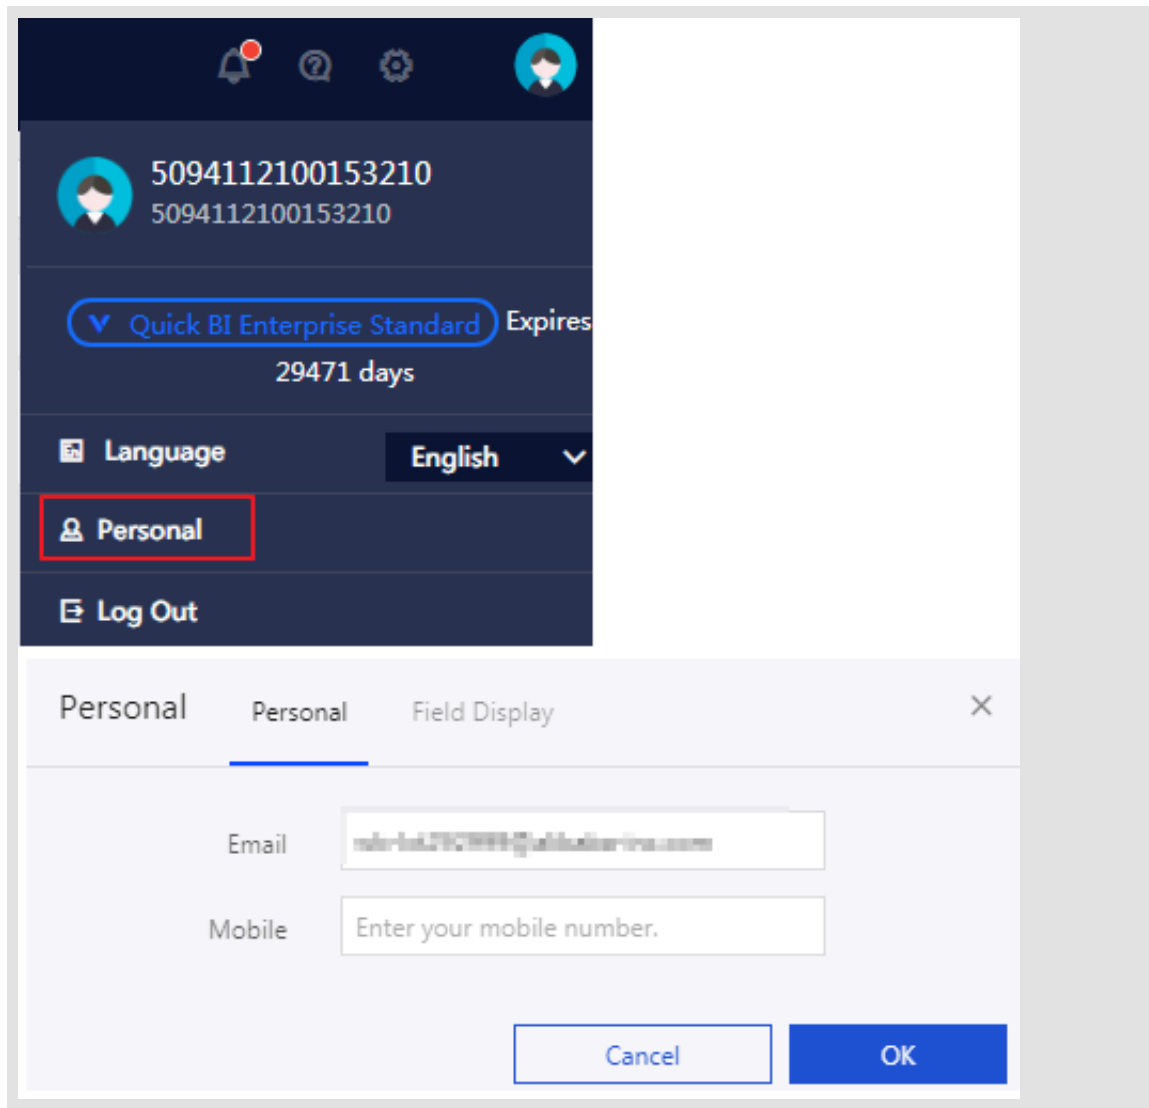 5094112100153210
5094112100153210
Quick BI Enterprise Standard Expires
29471 days
Language English
Personal
Log Out
Personal Personal Field Display
Email
Mobile Enter your mobile number.
Cancel OK